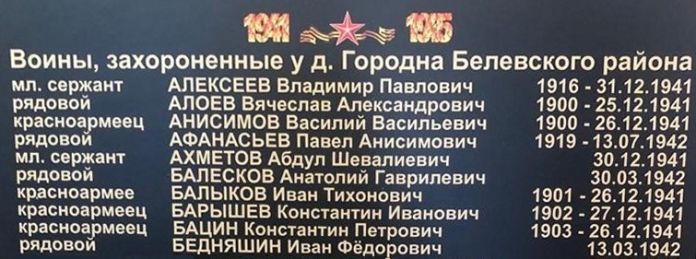 1941 1945
Воины, захороненные у д. Городна Белевского района
мл. сержант АЛЕКСЕЕВ Владимир Павлович 1916 - 31.12.1941
рядовой АЛОЕВ Вячеслав Александрович 1900 - 25.12.1941
красноармеец АНИСИМОВ Василий Васильевич 1900 - 26.12.1941
рядовой АФАНАСЬЕВ Павел Анисимович 1919 - 13.07.1942
мл. сержант АХМЕТОВ Абдул Шевалиевич 30.12.1941
рядовой БАЛЕСКОВ Анатолий Гаврилевич 30.03.1942
красноармее БАЛЫКОВ Иван Тихонович 1901 - 26.12.1941
красноармеец БАРЫШЕВ Константин Иванович 1902 - 27.12.1941
красноармеец БАЦИН Константин Петрович 1903 - 26.12.1941
рядовой БЕДНЯШИН Иван Фёдорович 13.03.1942